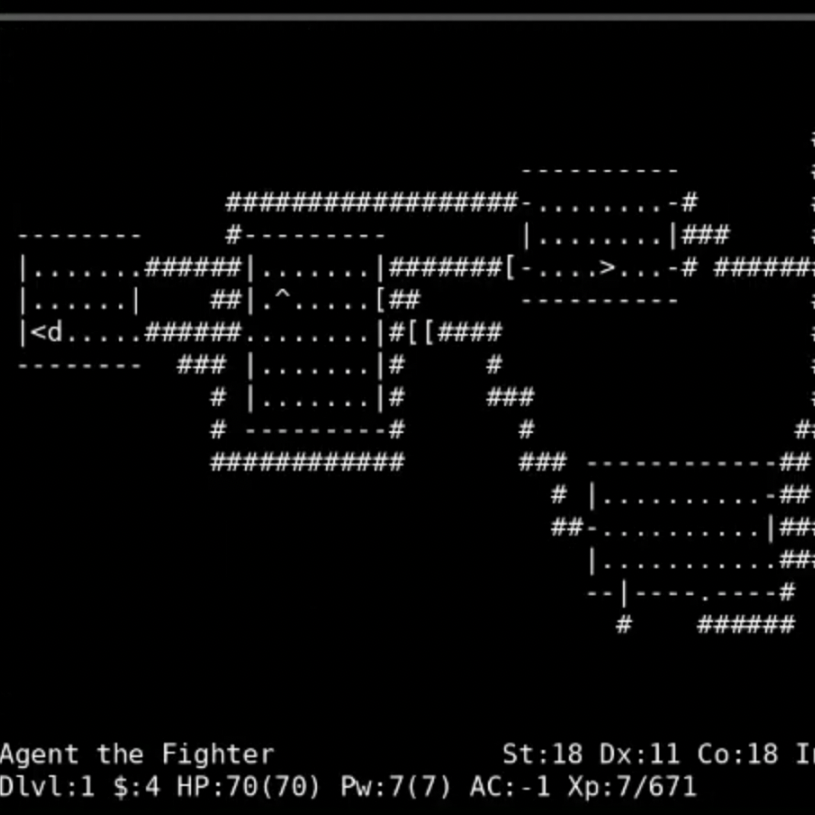 ----------
                            ##################-........-#
 --------       #---------         |........|###
|.......######|.......|#######[-....>...-# ######
|......|    ##|.^.....[##      ----------
|<d.....######........|#[[####
 --------  ### |.......|#     #
             # |.......|#     ###
             # ---------#       #
             ############       ### ------------##
                                  # |..........-##
                                  ##-..........|##
                                    |...........##
                                    --|----.----#
                                      #    ######
Agent the Fighter St:18 Dx:11 Co:18
Dlvl:1 $:4 HP:70(70) Pw:7(7) AC:-1 Xp:7/671